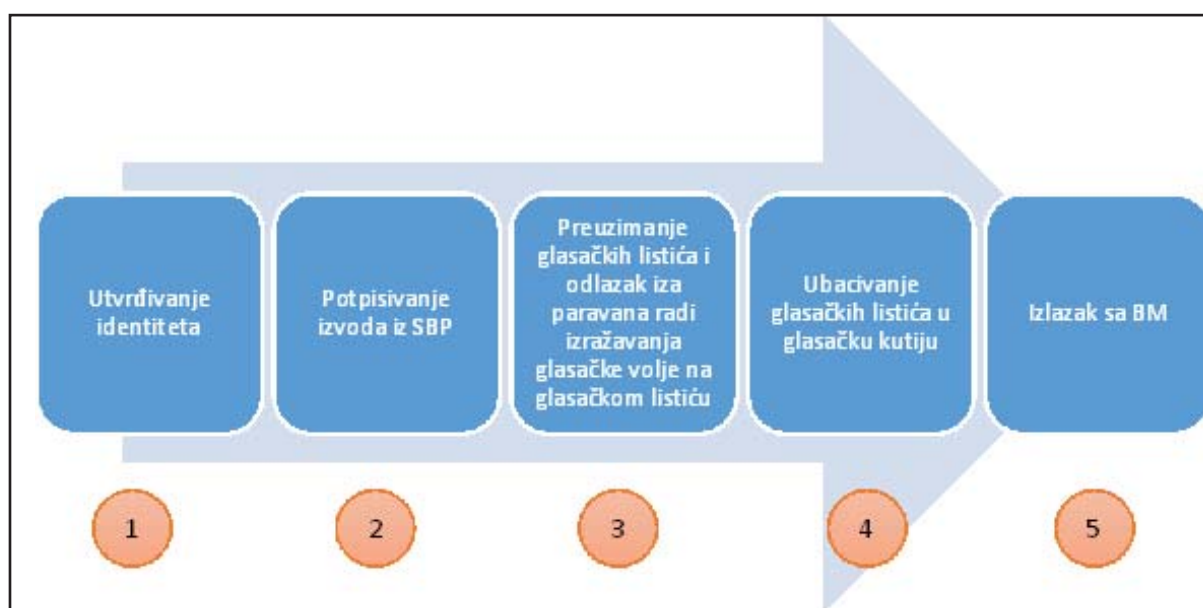 Utvrđivanje
identiteta
Potpisivanje
izvoda iz SBP
Preuzimanje
glasačkih listića i
odlazak iza
paravana radi
izražavanja
glasačke volje na
glasačkom listiću
Ubacivanje
glasačkih listića u
glasačku kutiju
Izlazak sa BM
1
2
3
4
5